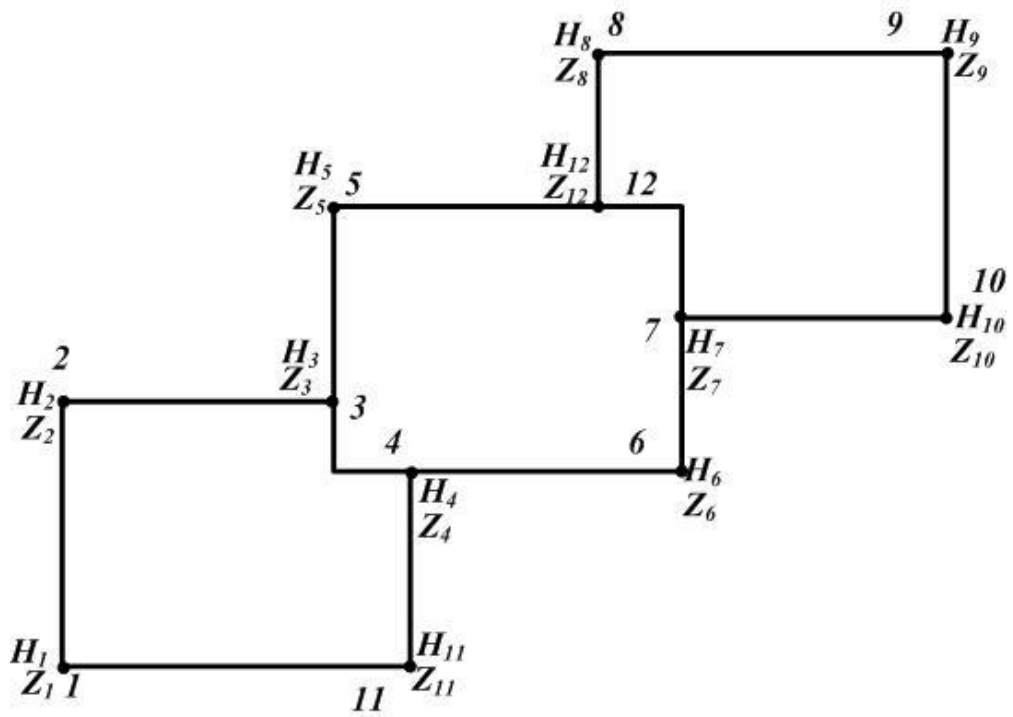 8
9
H₈
Z₈
H₉
Z₉
H₁₂
Z₁₂
12
H₅
Z₅
5
10
H₁₀
Z₁₀
7
H₇
Z₇
2
H₂
Z₂
H₃
Z₃
3
4
H₄
Z₄
6
H₆
Z₆
H₁
Z₁
1
H₁₁
Z₁₁
11